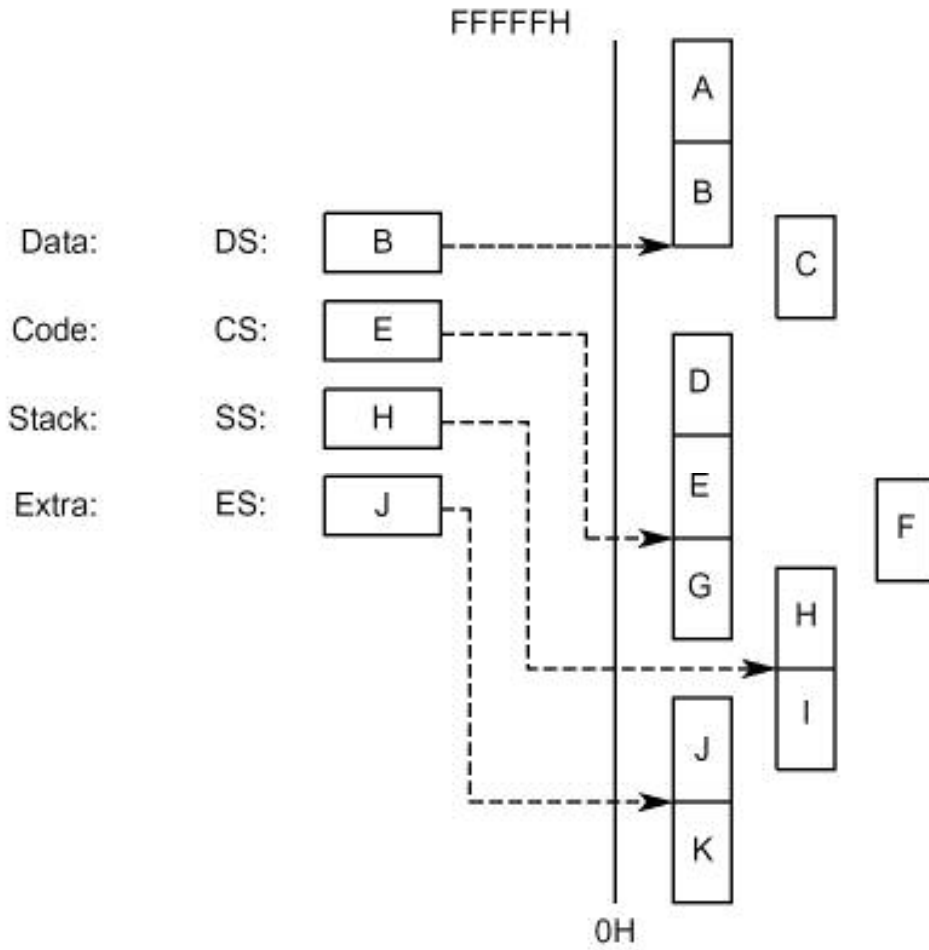 FFFFFH
A
B
Data: DS: B
C
Code: CS: E
D
Stack: SS: H
E
Extra: ES: J
F
G
H
I
J
K
0H